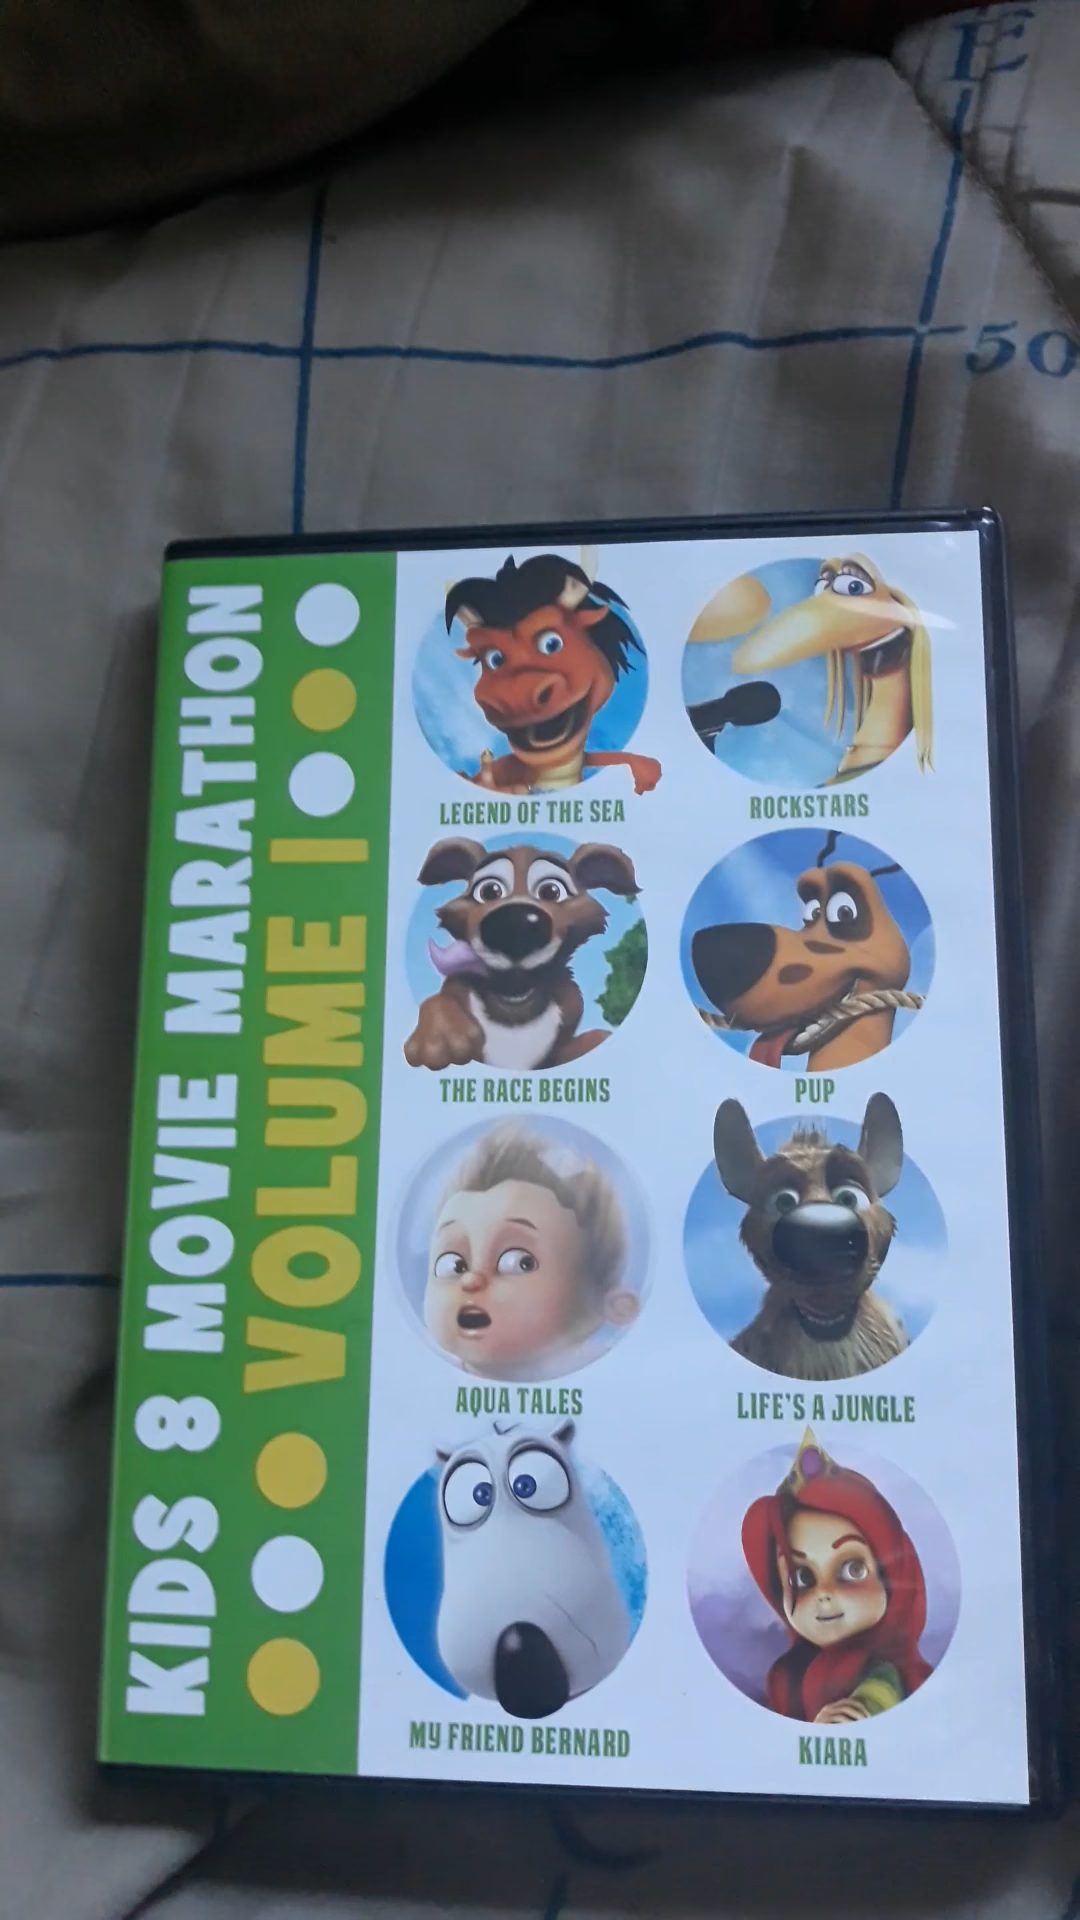 E
50
KIDS 8 MOVIE MARATHON
VOLUME 1
LEGEND OF THE SEA
ROCKSTARS
THE RACE BEGINS
PUP
AQUA TALES
LIFE'S A JUNGLE
MY FRIEND BERNARD
KIARA